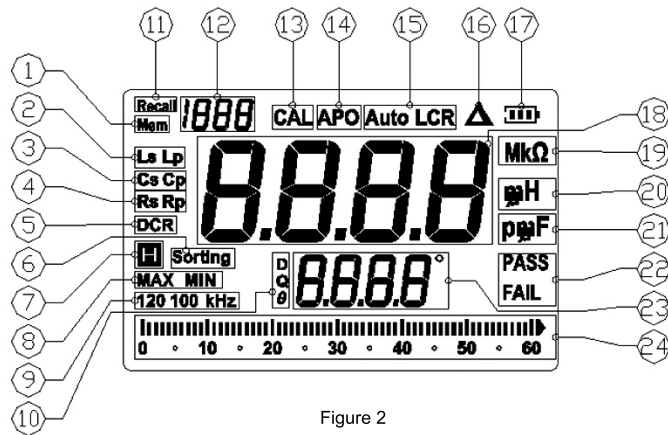 11 12 13 14 15 16 17
Recall 1888 CAL APO Auto LCR Δ
1 Mem
18
2 Ls Lp 8.8.8.8 MkΩ 19
3 Cs Cp
4 Rs Rp µmH 20
5 DCR pµmF 21
6 H Sorting D PASS 22
7 MAX MIN Q 8.8.8.8° FAIL
8 120 100 kHz θ 23
9 0 10 20 30 40 50 60 24
10
Figure 2